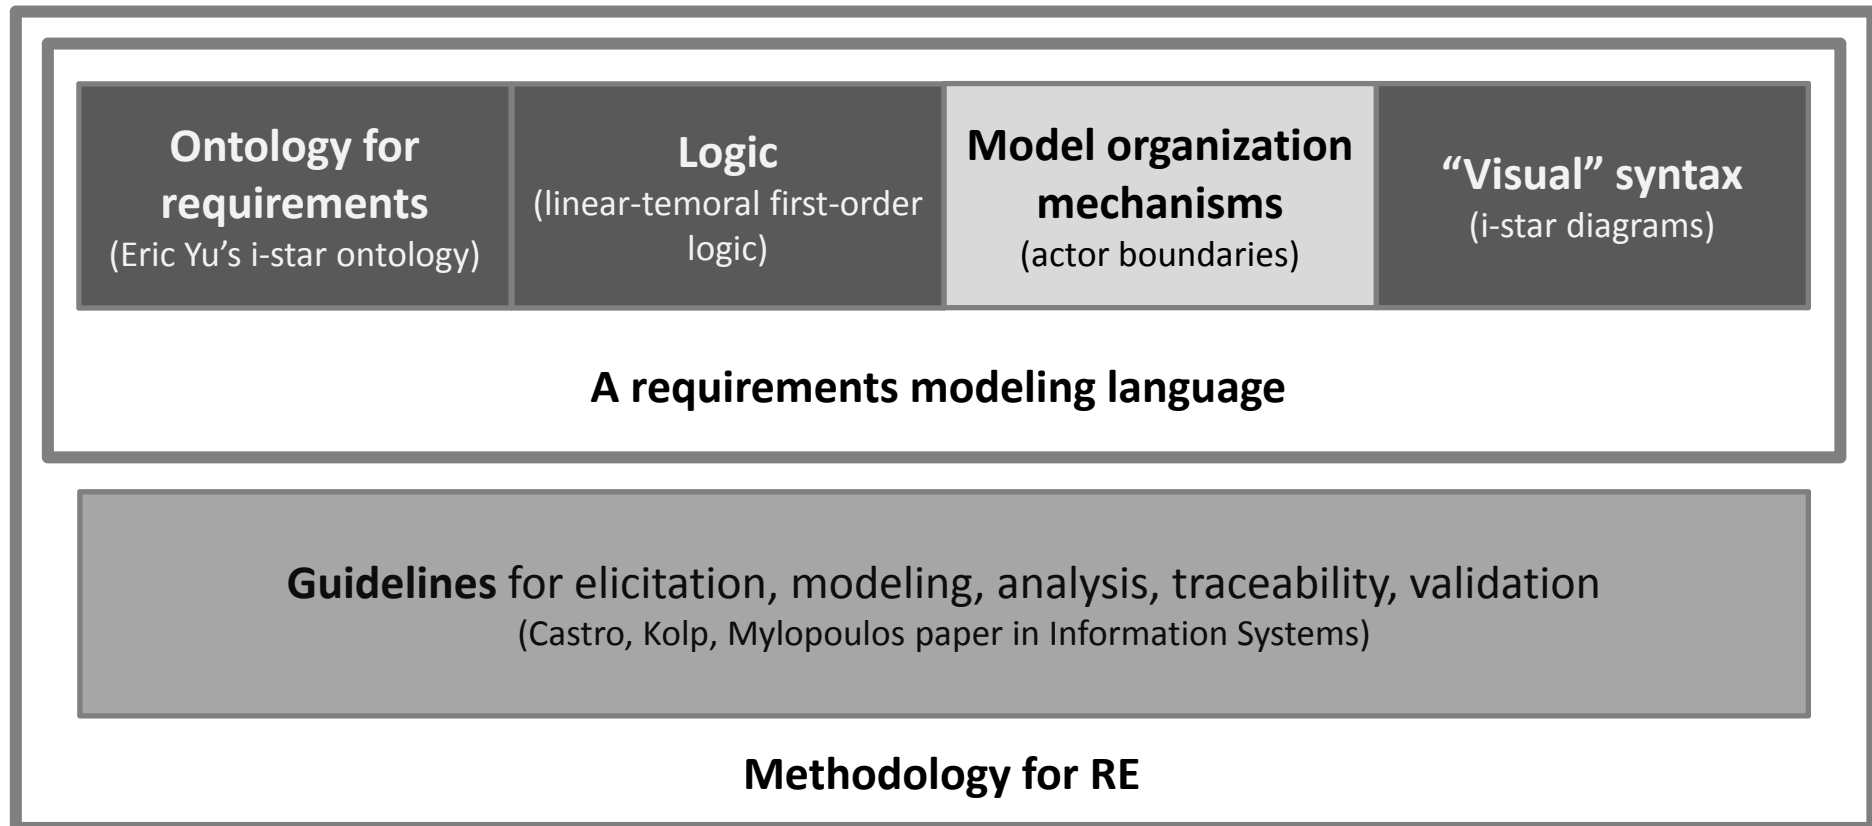 Ontology for
requirements
(Eric Yu’s i-star ontology)
Logic
(linear-temoral first-order
logic)
Model organization
mechanisms
(actor boundaries)
“Visual” syntax
(i-star diagrams)
A requirements modeling language
Guidelines for elicitation, modeling, analysis, traceability, validation
(Castro, Kolp, Mylopoulos paper in Information Systems)
Methodology for RE